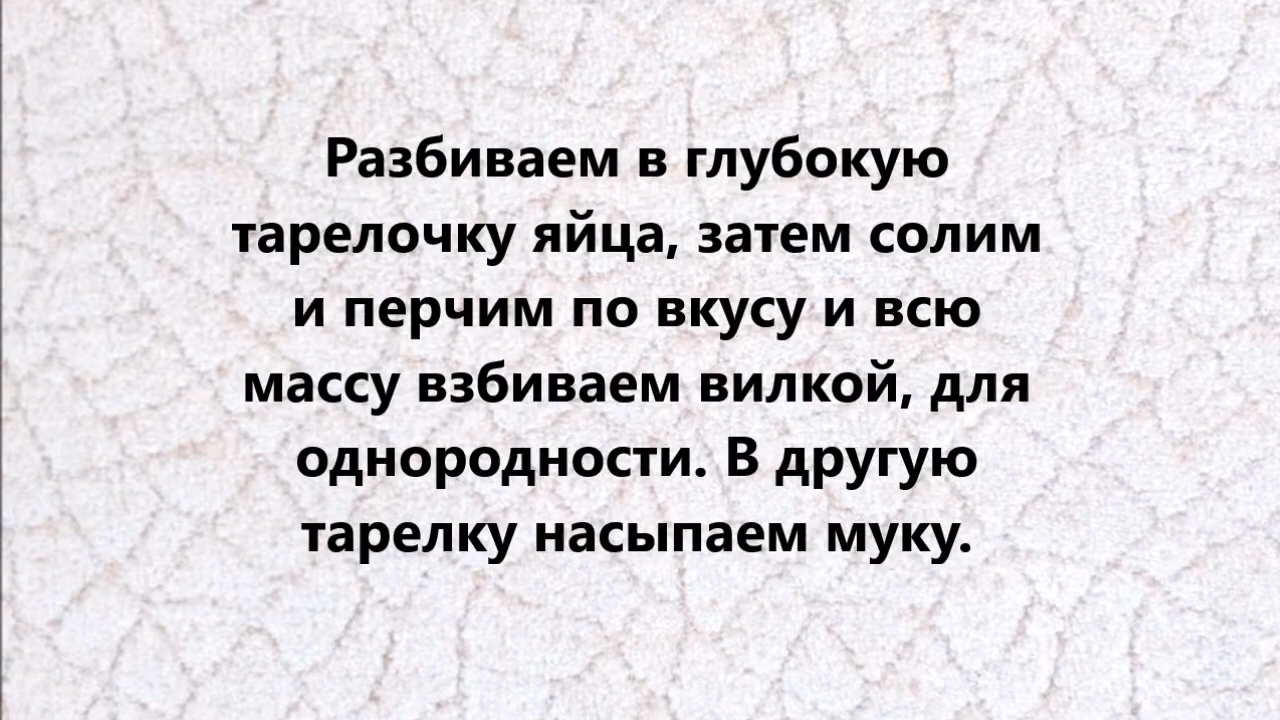 Разбиваем в глубокую
тарелочку яйца, затем солим
и перчим по вкусу и всю
массу взбиваем вилкой, для
однородности. В другую
тарелку насыпаем муку.